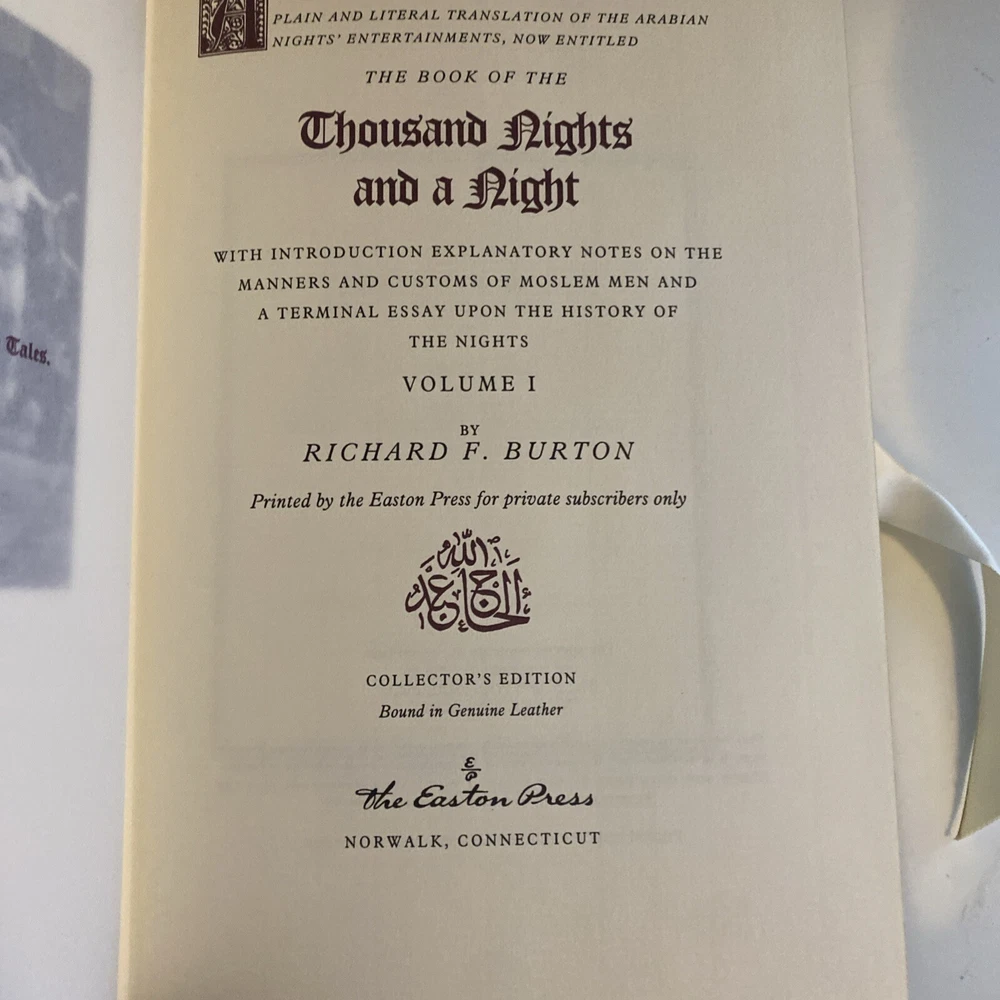 Tales.
A PLAIN AND LITERAL TRANSLATION OF THE ARABIAN
NIGHTS' ENTERTAINMENTS, NOW ENTITLED
THE BOOK OF THE
Thousand Nights
and a Night
WITH INTRODUCTION EXPLANATORY NOTES ON THE
MANNERS AND CUSTOMS OF MOSLEM MEN AND
A TERMINAL ESSAY UPON THE HISTORY OF
THE NIGHTS
VOLUME I
BY
RICHARD F. BURTON
Printed by the Easton Press for private subscribers only
الحاج عبد الله
COLLECTOR'S EDITION
Bound in Genuine Leather
E
P
The Easton Press
NORWALK, CONNECTICUT